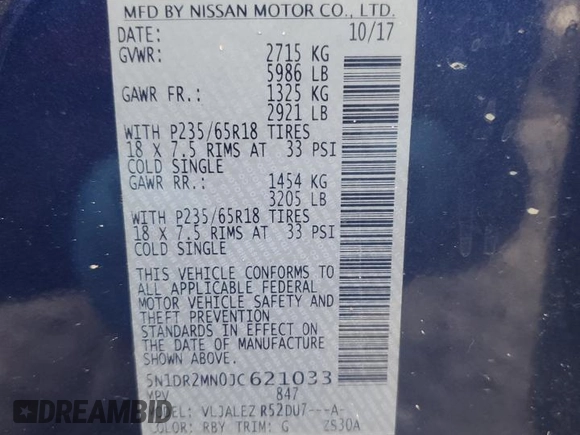 MFD BY NISSAN MOTOR CO., LTD.
DATE: 10/17
GVWR: 2715 KG
5986 LB
GAWR FR.: 1325 KG
2921 LB
WITH P235/65R18 TIRES
18 X 7.5 RIMS AT 33 PSI
COLD SINGLE
GAWR RR.: 1454 KG
3205 LB
WITH P235/65R18 TIRES
18 X 7.5 RIMS AT 33 PSI
COLD SINGLE
THIS VEHICLE CONFORMS TO
ALL APPLICABLE FEDERAL
MOTOR VEHICLE SAFETY AND
THEFT PREVENTION
STANDARDS IN EFFECT ON
THE DATE OF MANUFACTURE
SHOWN ABOVE.
5N1DR2MN0JC621033
MPV 847
MODEL: VLJALEZ R52DU7---A-
COLOR: RBY TRIM: G ZS30A